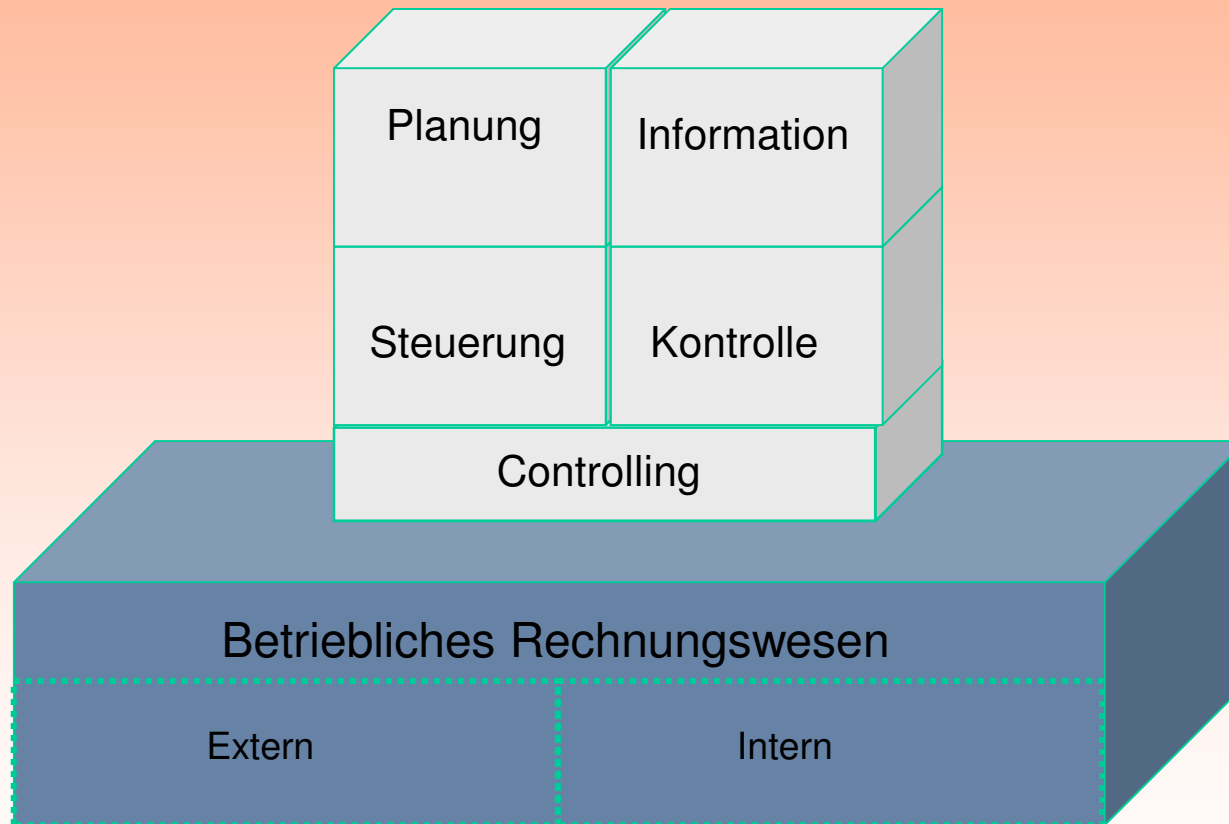 Planung
Information
Steuerung
Kontrolle
Controlling
Betriebliches Rechnungswesen
Extern
Intern